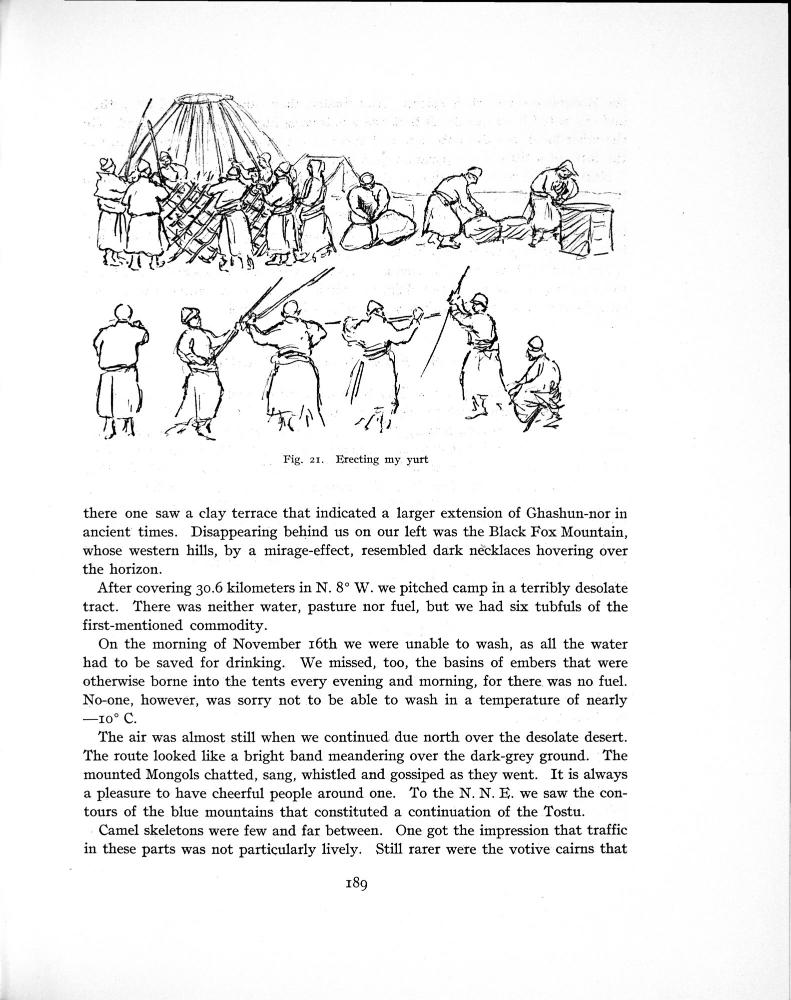 Fig. 21. Erecting my yurt
there one saw a clay terrace that indicated a larger extension of Ghashun-nor in
ancient times. Disappearing behind us on our left was the Black Fox Mountain,
whose western hills, by a mirage-effect, resembled dark necklaces hovering over
the horizon.
After covering 30.6 kilometers in N. 8° W. we pitched camp in a terribly desolate
tract. There was neither water, pasture nor fuel, but we had six tubfuls of the
first-mentioned commodity.
On the morning of November 16th we were unable to wash, as all the water
had to be saved for drinking. We missed, too, the basins of embers that were
otherwise borne into the tents every evening and morning, for there was no fuel.
No-one, however, was sorry not to be able to wash in a temperature of nearly
—10° C.
The air was almost still when we continued due north over the desolate desert.
The route looked like a bright band meandering over the dark-grey ground. The
mounted Mongols chatted, sang, whistled and gossiped as they went. It is always
a pleasure to have cheerful people around one. To the N. N. E. we saw the con-
tours of the blue mountains that constituted a continuation of the Tostu.
Camel skeletons were few and far between. One got the impression that traffic
in these parts was not particularly lively. Still rarer were the votive cairns that
189